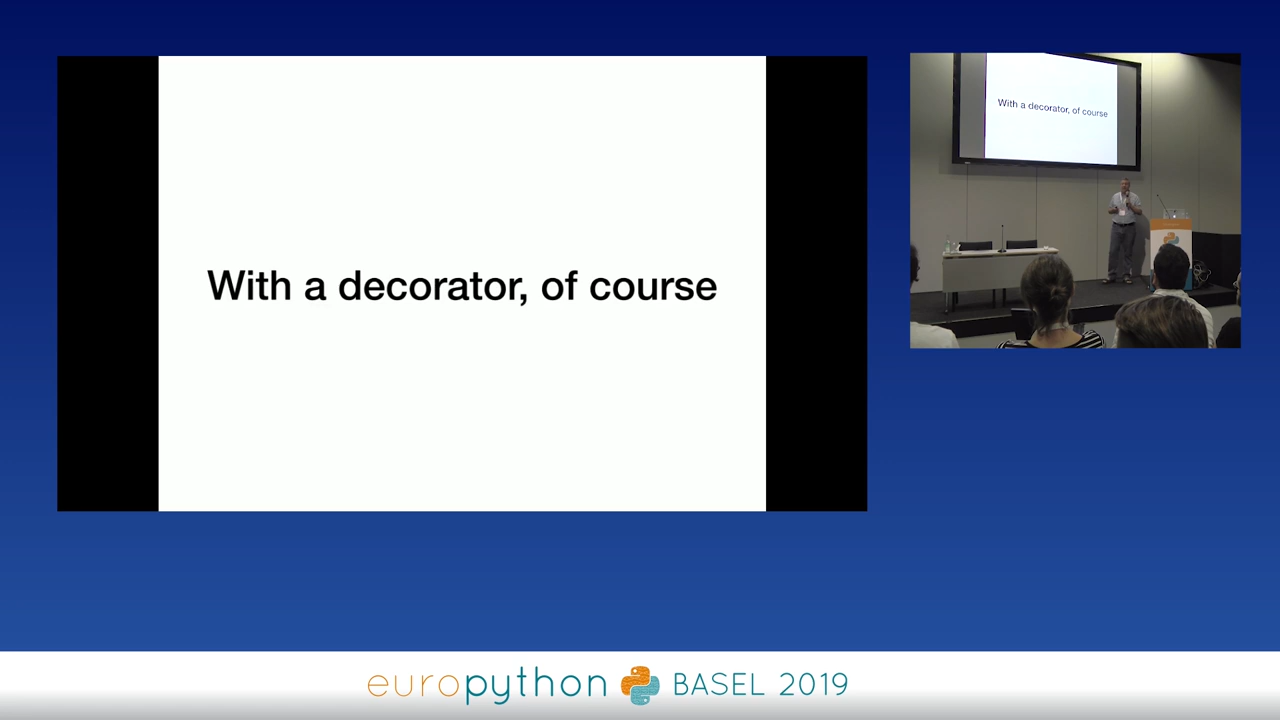 With a decorator, of course
With a decorator, of course
europython BASEL 2019